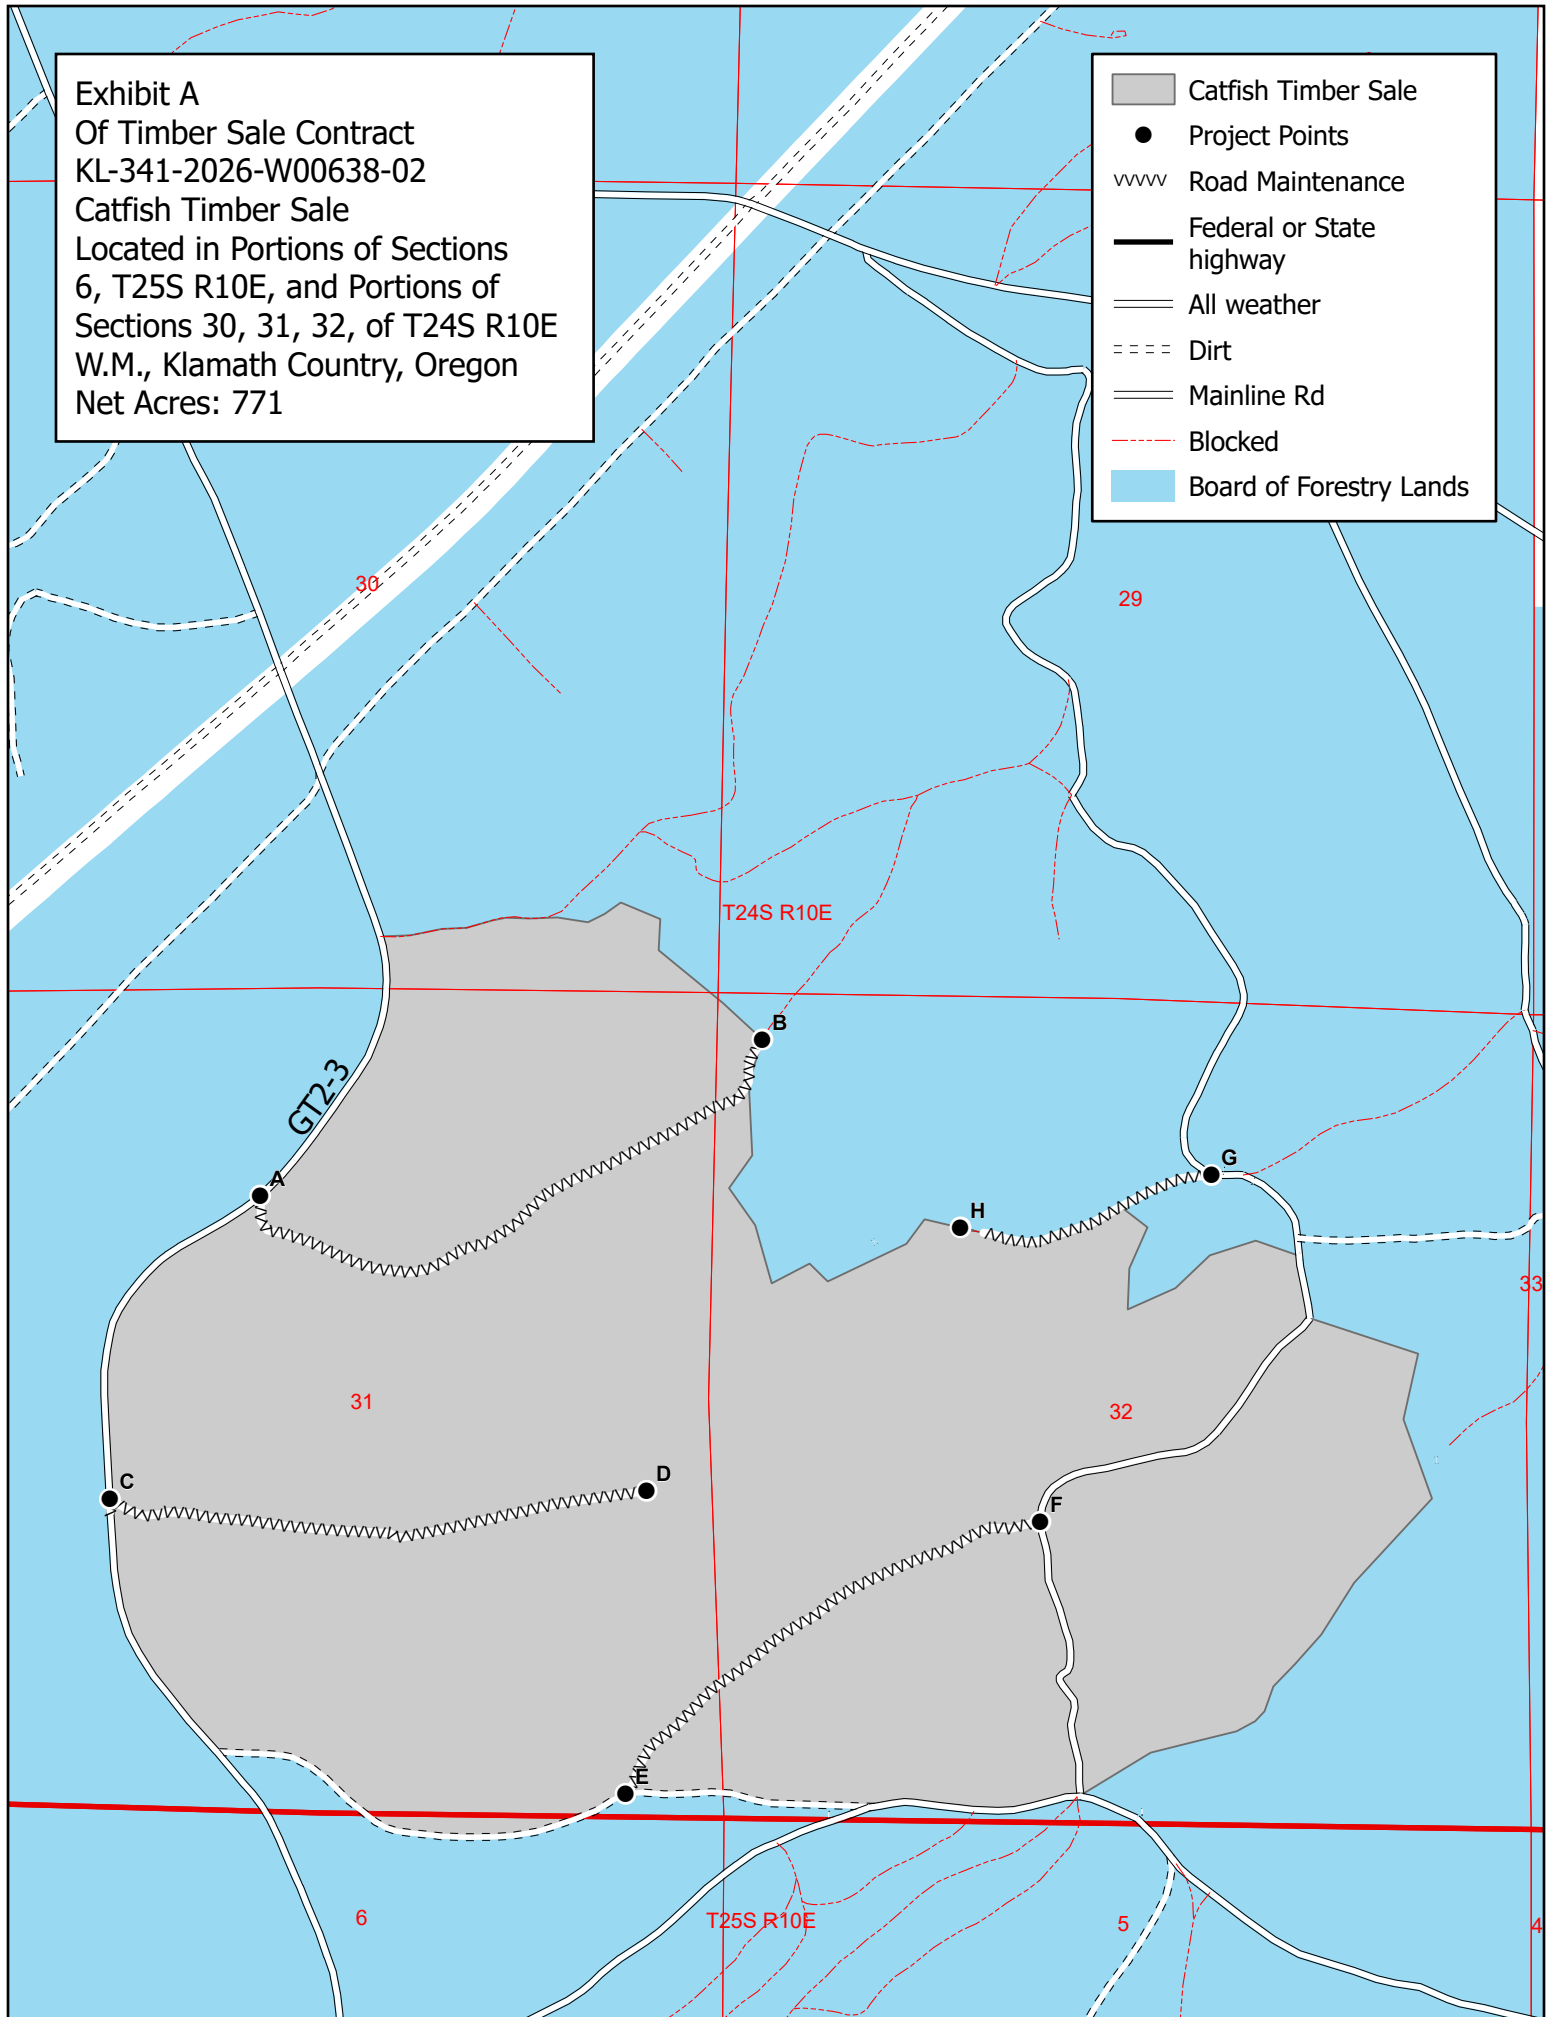 Exhibit A
Of Timber Sale Contract
KL-341-2026-W00638-02
Catfish Timber Sale
Located in Portions of Sections
6, T25S R10E, and Portions of
Sections 30, 31, 32, of T24S R10E
W.M., Klamath Country, Oregon
Net Acres: 771
Catfish Timber Sale
Project Points
Road Maintenance
Federal or State
highway
All weather
Dirt
Mainline Rd
Blocked
Board of Forestry Lands
30
29
T24S R10E
B
GT2-3
G
A
H
33
31
32
D
C
F
E
6
T25S R10E
5
4